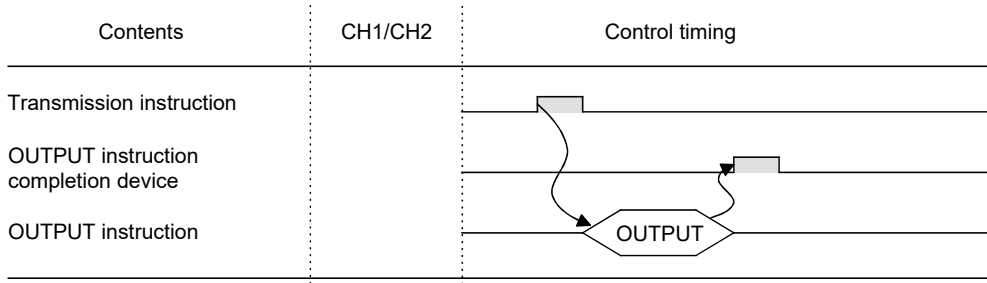 Contents CH1/CH2 Control timing
Transmission instruction
OUTPUT instruction
completion device
OUTPUT instruction OUTPUT